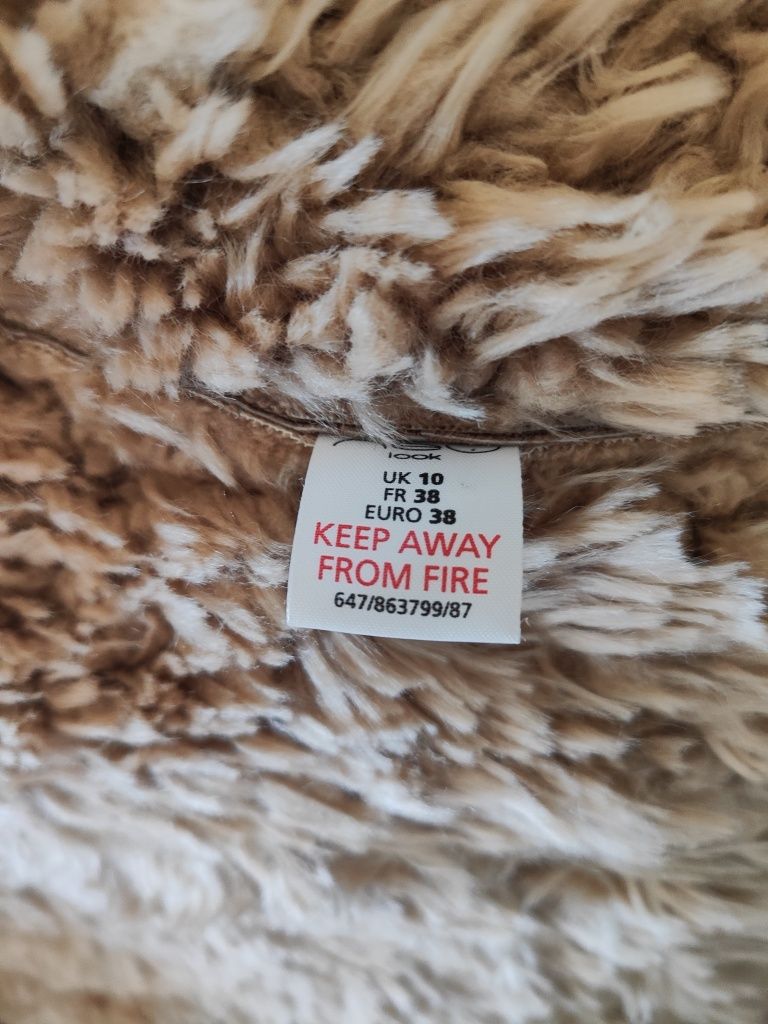 look
UK 10
FR 38
EURO 38
KEEP AWAY
FROM FIRE
647/863799/87